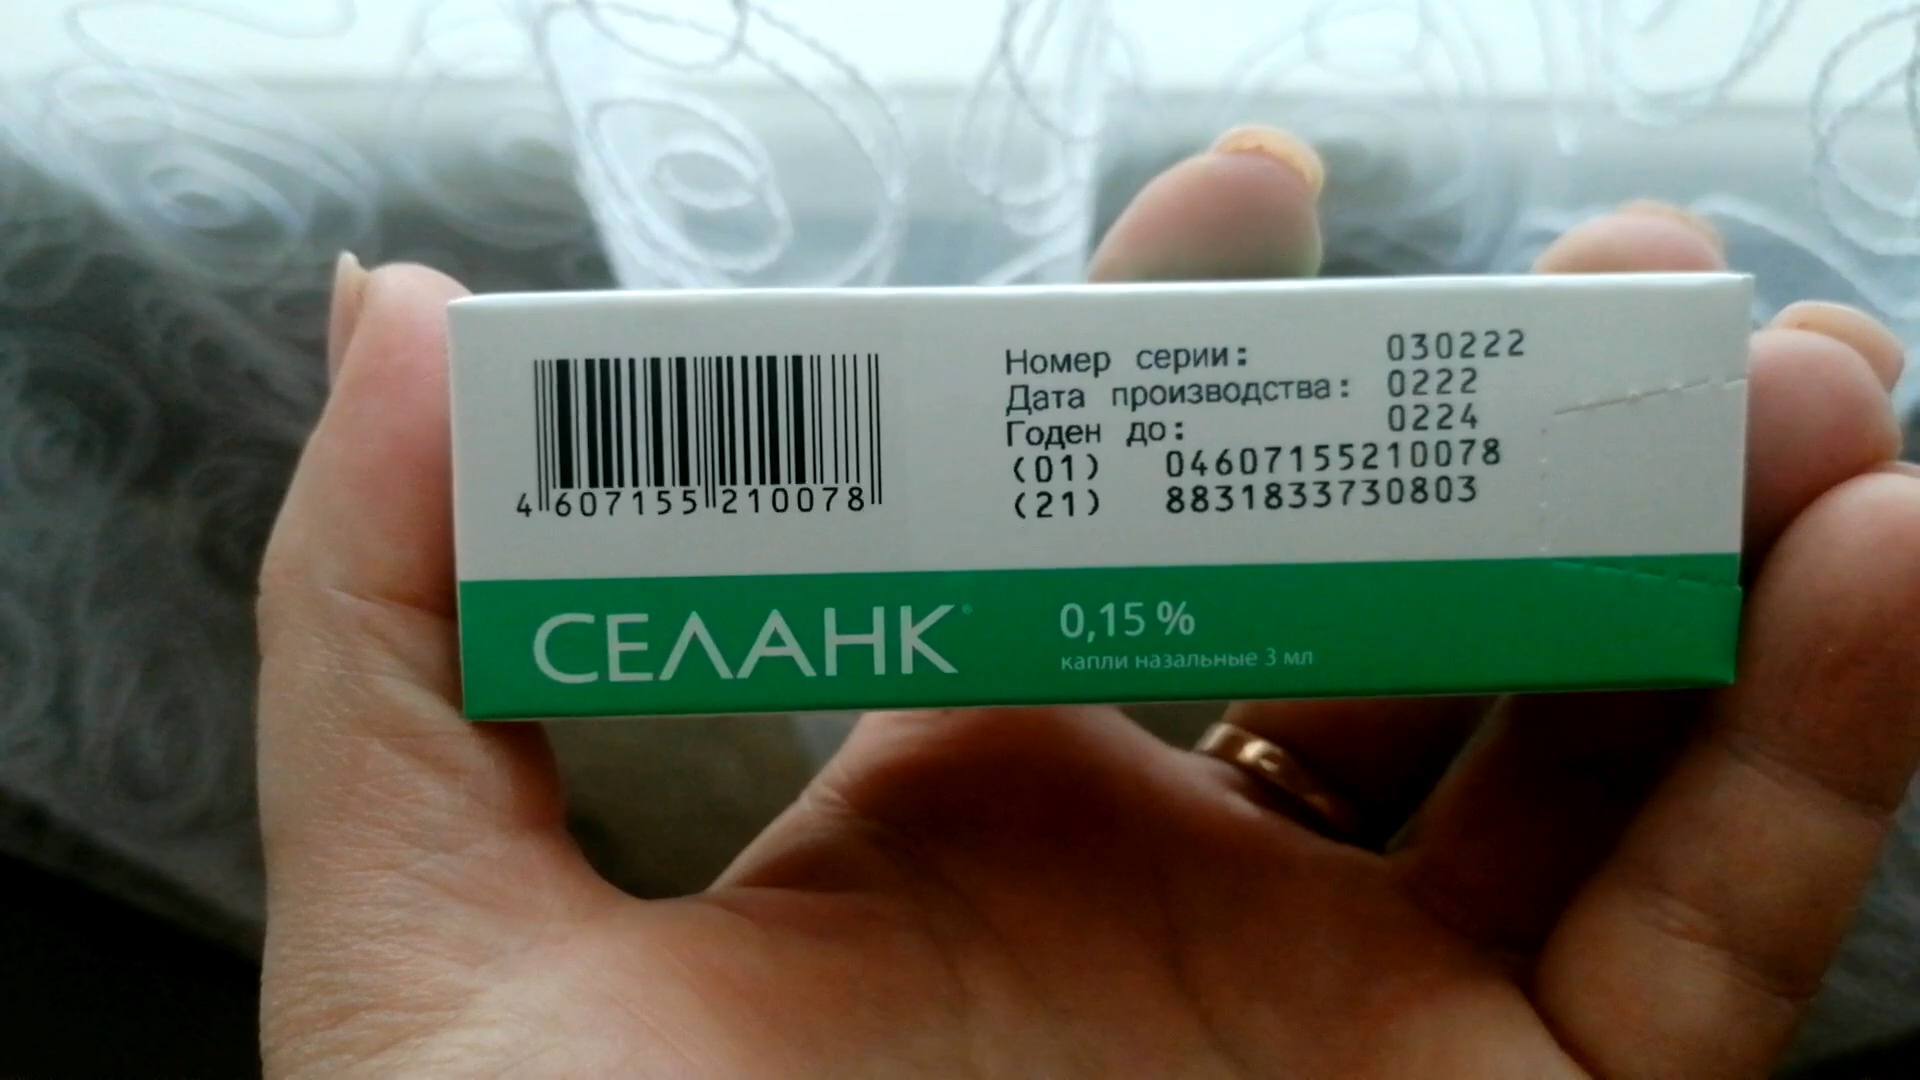 Номер серии: 030222
Дата производства: 0222
Годен до: 0224
(01) 04607155210078
(21) 8831833730803
4 607155 210078
СЕЛАНК®
0,15 %
капли назальные 3 мл